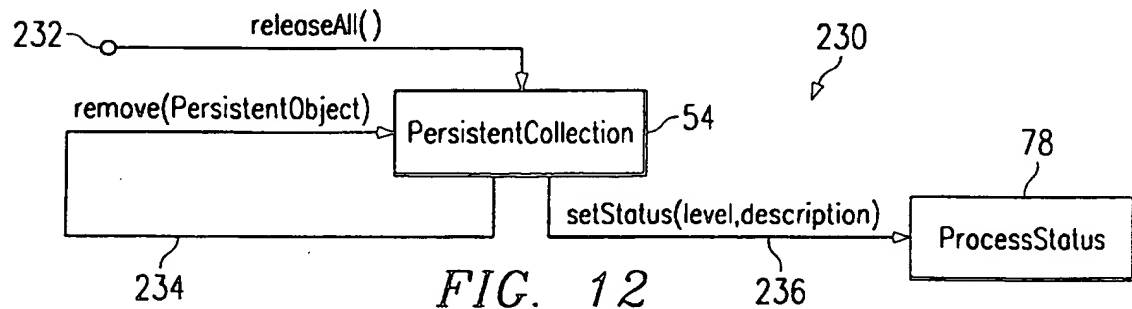 232
releaseAll()
230
remove(PersistentObject)
PersistentCollection
54
78
setStatus(level,description)
ProcessStatus
234
236
FIG. 12